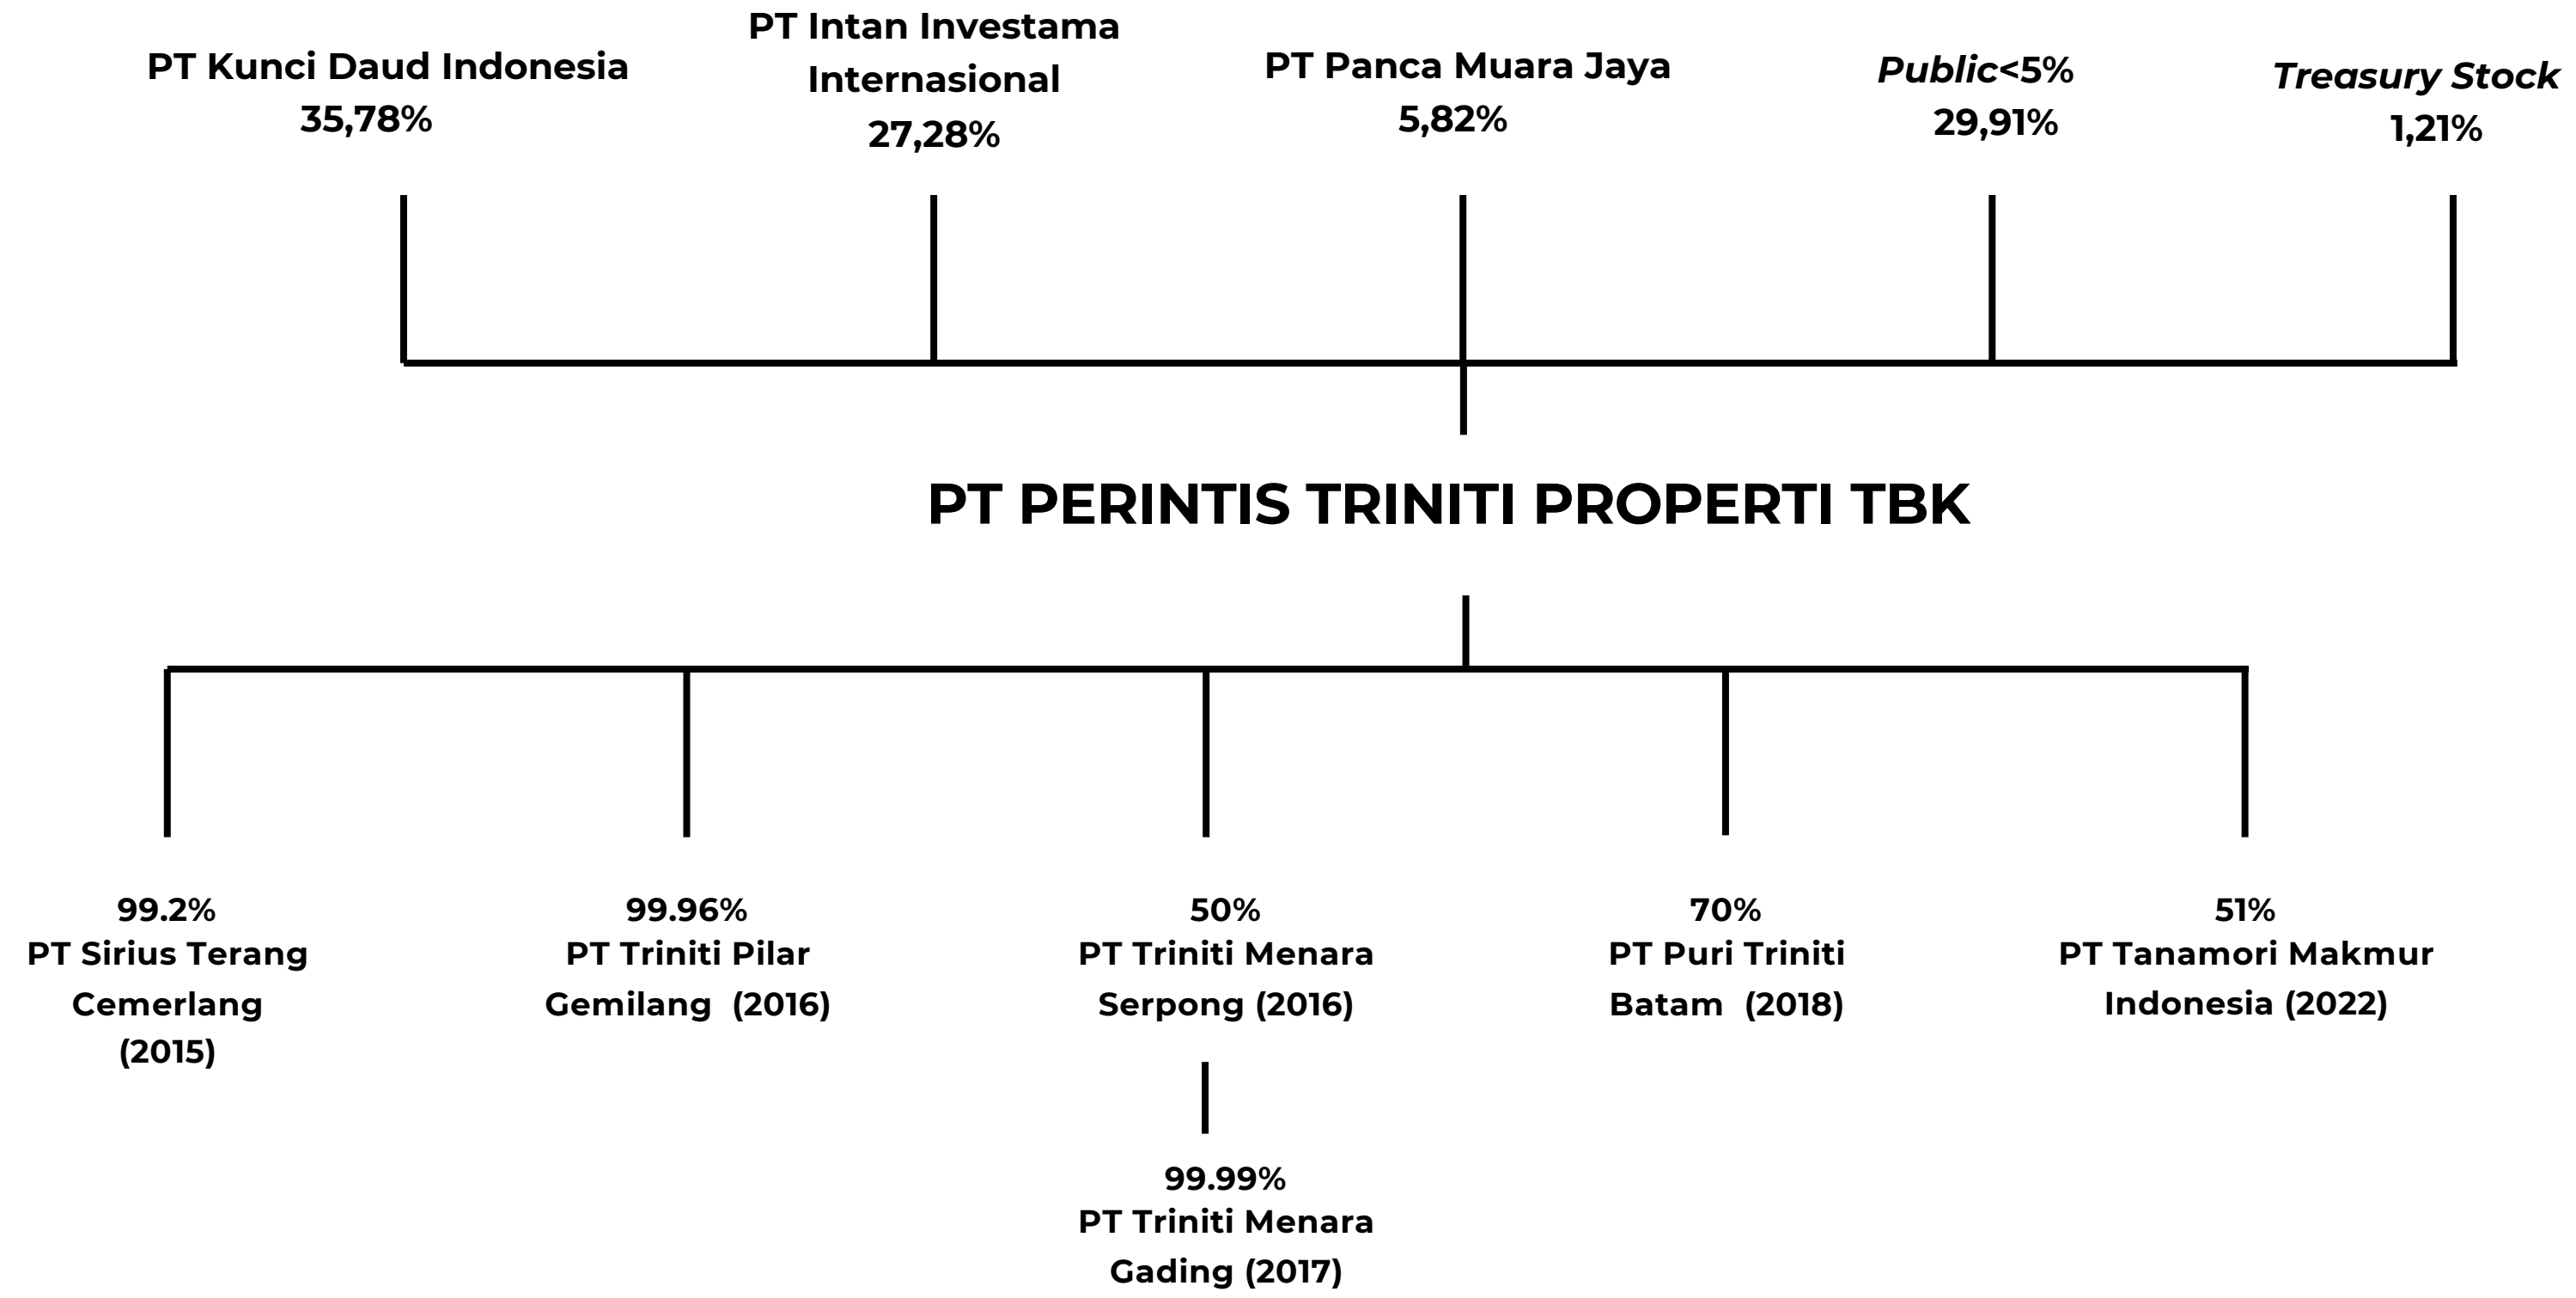 PT Kunci Daud Indonesia
35,78%
PT Intan Investama
Internasional
27,28%
PT Panca Muara Jaya
5,82%
Public<5%
29,91%
Treasury Stock
1,21%
PT PERINTIS TRINITI PROPERTI TBK
99.2%
PT Sirius Terang
Cemerlang
(2015)
99.96%
PT Triniti Pilar
Gemilang (2016)
50%
PT Triniti Menara
Serpong (2016)
70%
PT Puri Triniti
Batam (2018)
51%
PT Tanamori Makmur
Indonesia (2022)
99.99%
PT Triniti Menara
Gading (2017)